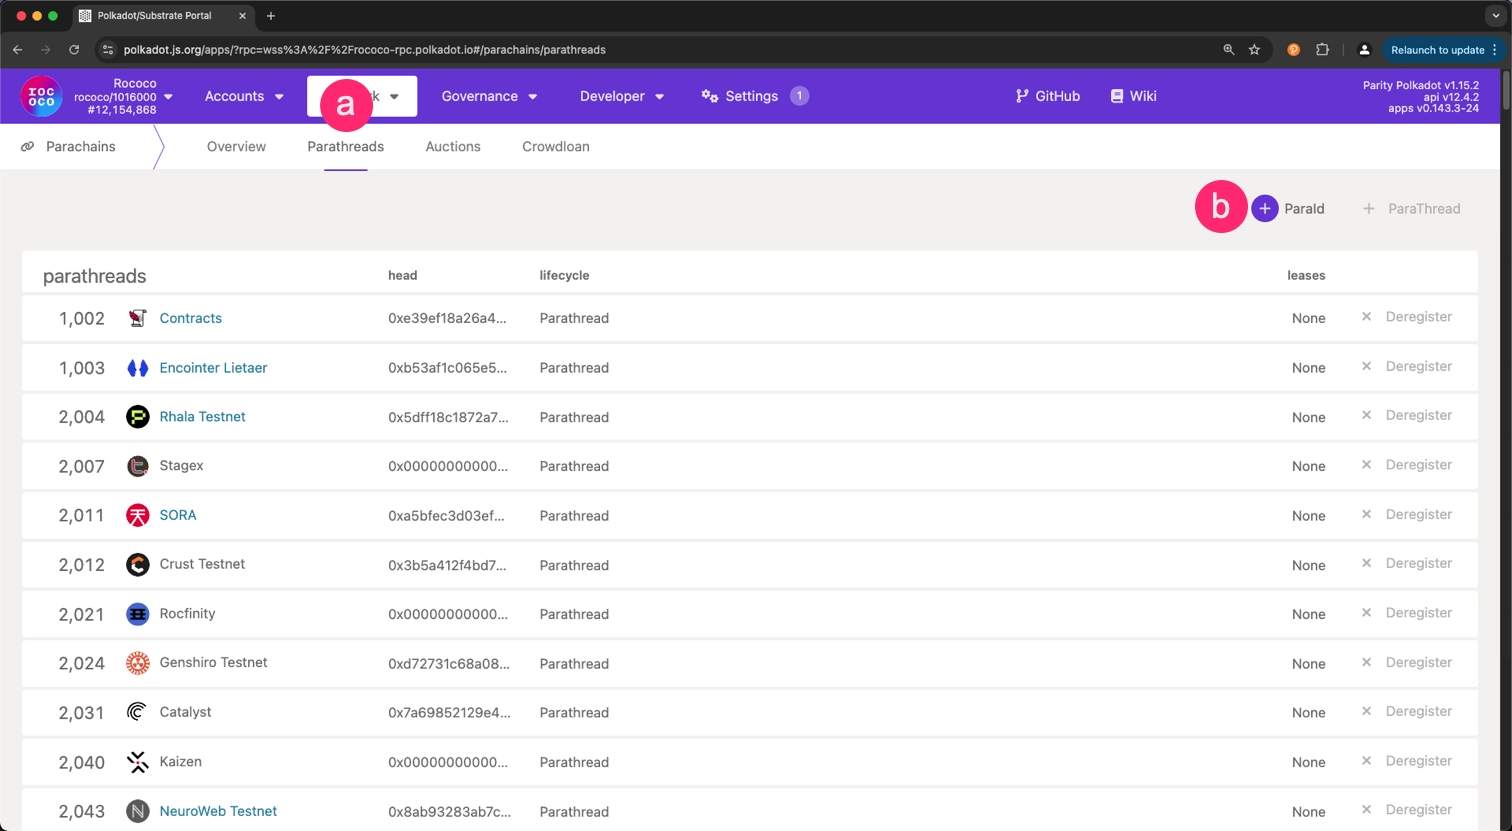 Polkadot/Substrate Portal
polkadot.js.org/apps/?rpc=wss%3A%2F%2Frococo-rpc.polkadot.io#/parachains/parathreads
Relaunch to update
ROC
OCO
Rococo
rococo/1016000
#12,154,868
Accounts
a
k
Governance
Developer
Settings
1
GitHub
Wiki
Parity Polkadot v1.15.2
api v12.4.2
apps v0.143.3-24
Parachains
Overview
Parathreads
Auctions
Crowdloan
b
+ ParaId
+ ParaThread
parathreads head lifecycle leases
1,002 Contracts 0xe39ef18a26a4... Parathread None × Deregister
1,003 Encointer Lietaer 0xb53af1c065e5... Parathread None × Deregister
2,004 Rhala Testnet 0x5dff18c1872a7... Parathread None × Deregister
2,007 Stagex 0x00000000000... Parathread None × Deregister
2,011 SORA 0xa5bfec3d03ef... Parathread None × Deregister
2,012 Crust Testnet 0x3b5a412f4bd7... Parathread None × Deregister
2,021 Rocfinity 0x00000000000... Parathread None × Deregister
2,024 Genshiro Testnet 0xd72731c68a08... Parathread None × Deregister
2,031 Catalyst 0x7a69852129e4... Parathread None × Deregister
2,040 Kaizen 0x00000000000... Parathread None × Deregister
2,043 NeuroWeb Testnet 0x8ab93283ab7c... Parathread None × Deregister